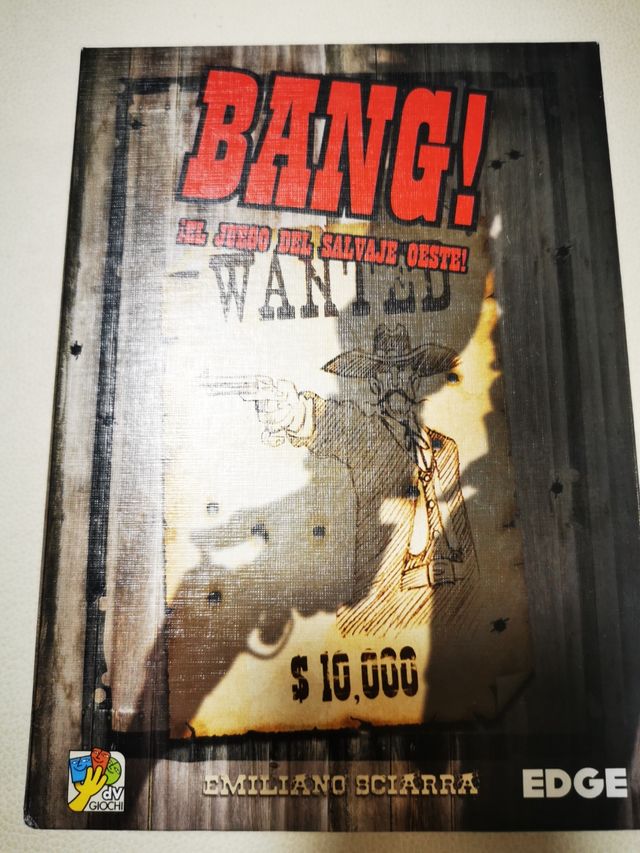 BANG!
¡EL JUEGO DEL SALVAJE OESTE!
WANTED
$ 10,000
dV
GIOCHI
EMILIANO SCIARRA
EDGE